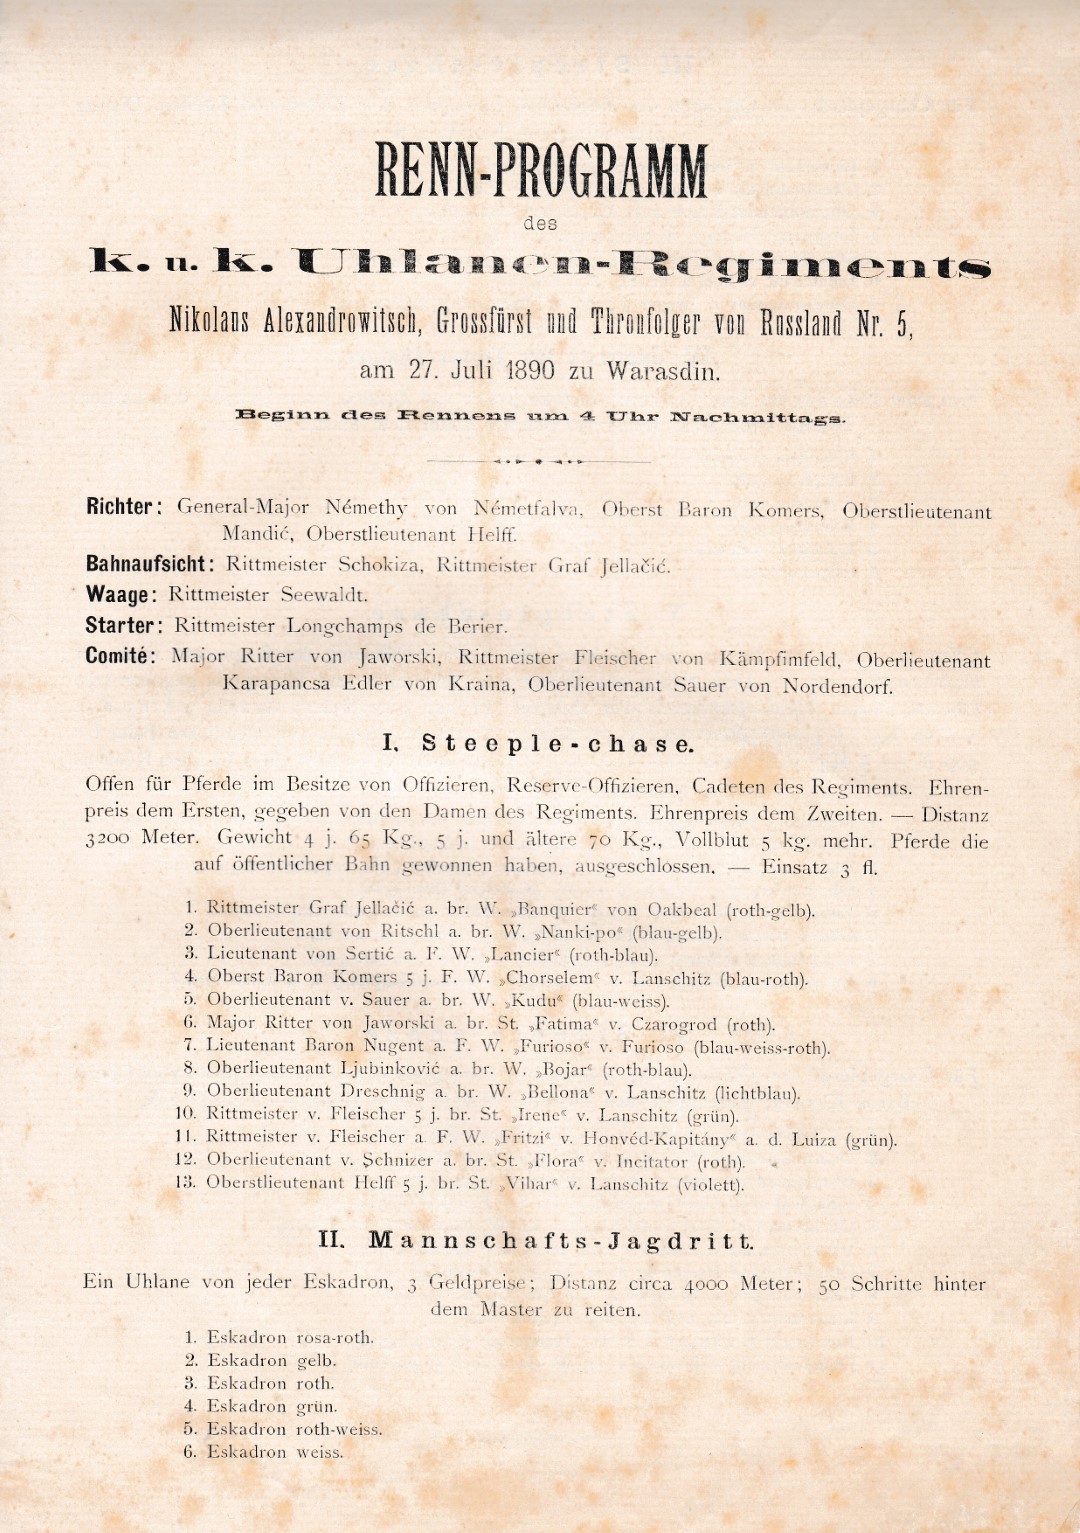 RENN-PROGRAMM
des
k. u. k. Uhlanen-Regiments
Nikolaus Alexandrowitsch, Grossfürst und Thronfolger von Russland Nr. 5,
am 27. Juli 1890 zu Warasdin.
Beginn des Rennens um 4 Uhr Nachmittags.
Richter: General-Major Némethy von Németfalva, Oberst Baron Komers, Oberstlieutenant
Mandić, Oberstlieutenant Helff.
Bahnaufsicht: Rittmeister Schokiza, Rittmeister Graf Jellačić.
Waage: Rittmeister Seewaldt.
Starter: Rittmeister Longchamps de Berier.
Comité: Major Ritter von Jaworski, Rittmeister Fleischer von Kämpfimfeld, Oberlieutenant
Karapancsa Edler von Kraina, Oberlieutenant Sauer von Nordendorf.
I. Steeple-chase.
Offen für Pferde im Besitze von Offizieren, Reserve-Offizieren, Cadeten des Regiments. Ehren-
preis dem Ersten, gegeben von den Damen des Regiments. Ehrenpreis dem Zweiten. — Distanz
3200 Meter. Gewicht 4 j. 65 Kg., 5 j. und ältere 70 Kg., Vollblut 5 kg. mehr. Pferde die
auf öffentlicher Bahn gewonnen haben, ausgeschlossen. — Einsatz 3 fl.
1. Rittmeister Graf Jellačić a. br. W. „Banquier“ von Oakbeal (roth-gelb).
2. Oberlieutenant von Ritschl a. br. W. „Nanki-po“ (blau-gelb).
3. Lieutenant von Sertić a. F. W. „Lancier“ (roth-blau).
4. Oberst Baron Komers 5 j. F. W. „Chorselem“ v. Lanschitz (blau-roth).
5. Oberlieutenant v. Sauer a. br. W. „Kudu“ (blau-weiss).
6. Major Ritter von Jaworski a. br. St. „Fatima“ v. Czarogrod (roth).
7. Lieutenant Baron Nugent a. F. W. „Furioso“ v. Furioso (blau-weiss-roth).
8. Oberlieutenant Ljubinković a. br. W. „Bojar“ (roth-blau).
9. Oberlieutenant Dreschnig a. br. W. „Bellona“ v. Lanschitz (lichtblau).
10. Rittmeister v. Fleischer 5 j. br. St. „Irene“ v. Lanschitz (grün).
11. Rittmeister v. Fleischer a. F. W. „Fritzi“ v. Honvéd-Kapitány“ a. d. Luiza (grün).
12. Oberlieutenant v. Schnizer a. br. St. „Flora“ v. Incitator (roth).
13. Oberstlieutenant Helff 5 j. br. St. „Vihar“ v. Lanschitz (violett).
II. Mannschafts-Jagdritt.
Ein Uhlane von jeder Eskadron, 3 Geldpreise; Distanz circa 4000 Meter; 50 Schritte hinter
dem Master zu reiten.
1. Eskadron rosa-roth.
2. Eskadron gelb.
3. Eskadron roth.
4. Eskadron grün.
5. Eskadron roth-weiss.
6. Eskadron weiss.